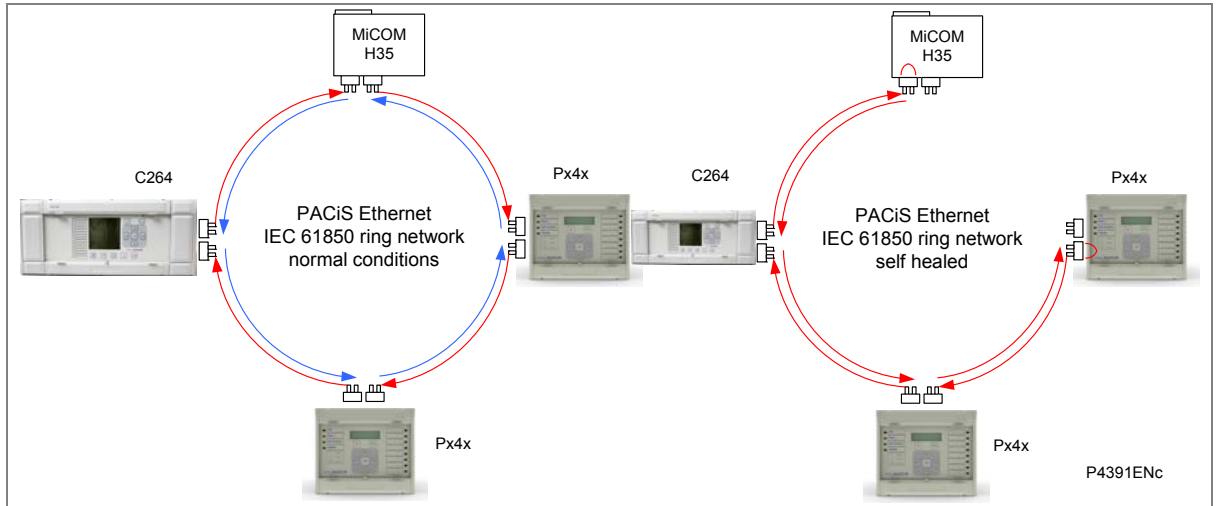 MiCOM
H35
C264
Px4x
PACiS Ethernet
IEC 61850 ring network
normal conditions
Px4x
MiCOM
H35
C264
Px4x
PACiS Ethernet
IEC 61850 ring network
self healed
Px4x
P4391ENc